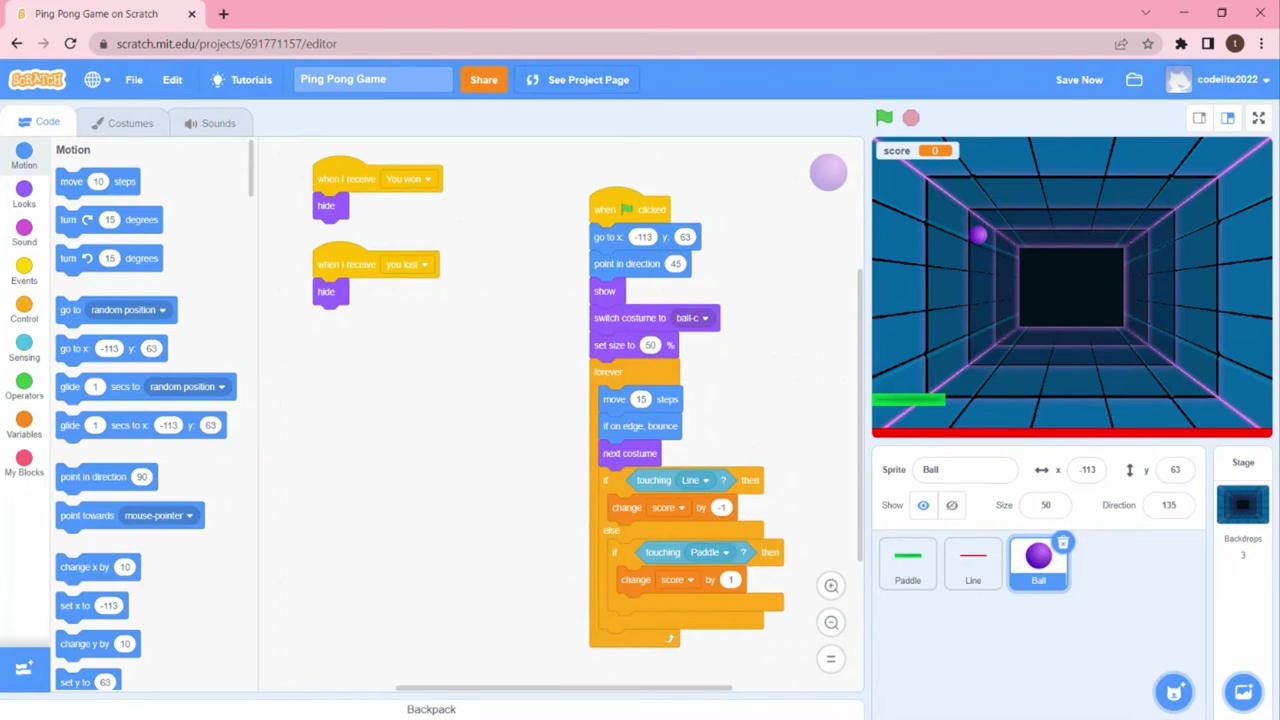 Ping Pong Game on Scratch
scratch.mit.edu/projects/691771157/editor
t
SCRATCH File Edit Tutorials Ping Pong Game Share See Project Page Save Now codelite2022
Code Costumes Sounds
Motion
Looks
Sound
Events
Control
Sensing
Operators
Variables
My Blocks
Motion
move 10 steps
turn 15 degrees
turn 15 degrees
go to random position
go to x: -113 y: 63
glide 1 secs to random position
glide 1 secs to x: -113 y: 63
point in direction 90
point towards mouse-pointer
change x by 10
set x to -113
change y by 10
set y to 63
when I receive You won
hide
when I receive you lost
hide
when clicked
go to x: -113 y: 63
point in direction 45
show
switch costume to ball-c
set size to 50 %
forever
move 15 steps
if on edge, bounce
next costume
if touching Line ? then
change score by -1
else
if touching Paddle ? then
change score by 1
score 0
Sprite Ball x -113 y 63
Show Size 50 Direction 135
Paddle
Line
Ball
Stage
Backdrops
3
Backpack